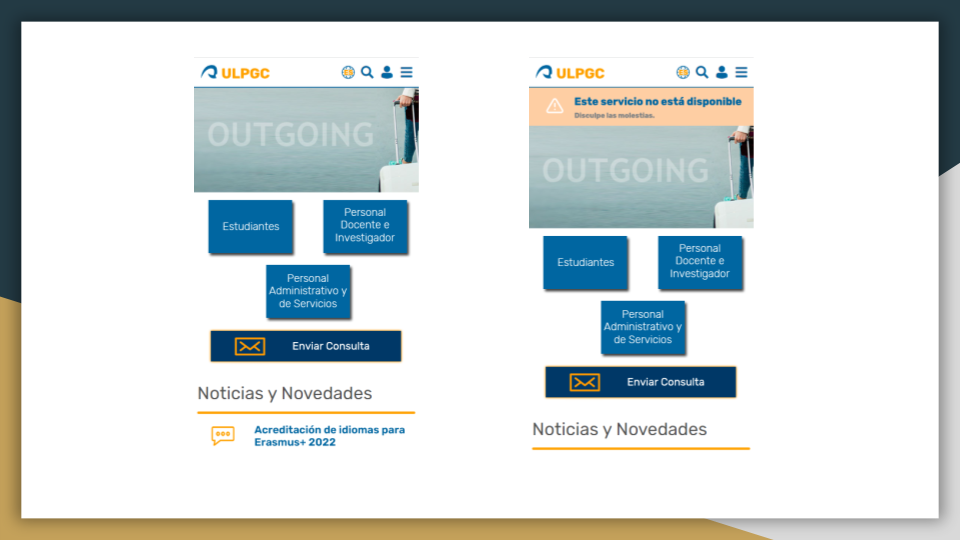 ULPGC
OUTGOING
Estudiantes
Personal
Docente e
Investigador
Personal
Administrativo y
de Servicios
Enviar Consulta
Noticias y Novedades
Acreditación de idiomas para
Erasmus+ 2022
ULPGC
Este servicio no está disponible
Disculpe las molestias.
OUTGOING
Estudiantes
Personal
Docente e
Investigador
Personal
Administrativo y
de Servicios
Enviar Consulta
Noticias y Novedades